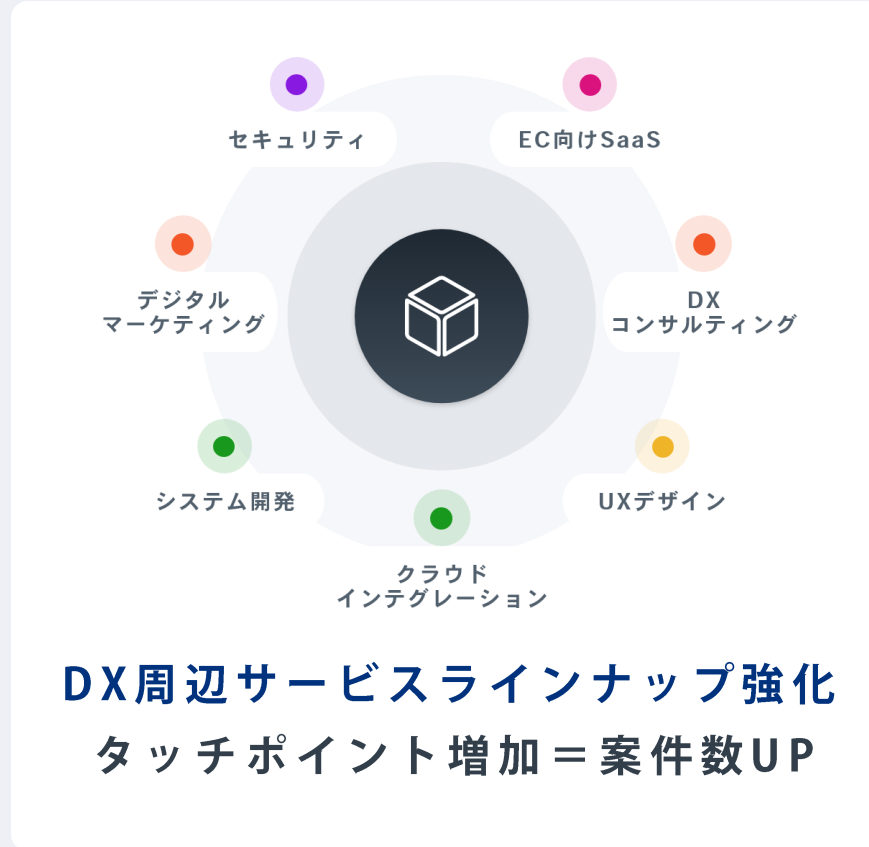 セキュリティ
EC向けSaaS
デジタル
マーケティング
DX
コンサルティング
システム開発
UXデザイン
クラウド
インテグレーション
DX周辺サービスラインナップ強化
タッチポイント増加＝案件数UP